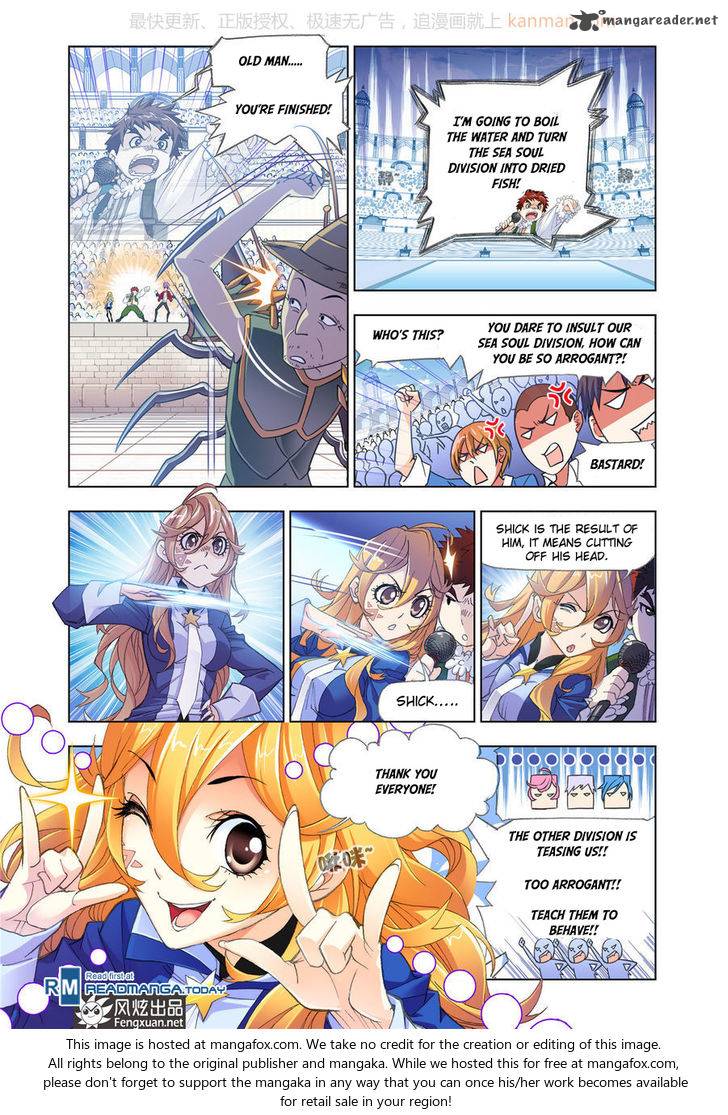 最快更新、正版授权、极速无广告，追漫画就上 kanman
mangareader.net
OLD MAN.....
YOU'RE FINISHED!
I'M GOING TO BOIL
THE WATER AND TURN
THE SEA SOUL
DIVISION INTO DRIED
FISH!
静~
静~
WHO'S THIS?
YOU DARE TO INSULT OUR
SEA SOUL DIVISION, HOW CAN
YOU BE SO ARROGANT?!
BASTARD!
SHICK.....
SHICK IS THE RESULT OF
HIM, IT MEANS CUTTING
OFF HIS HEAD.
THANK YOU
EVERYONE!
啾咪~
THE OTHER DIVISION IS
TEASING US!!
TOO ARROGANT!!
TEACH THEM TO
BEHAVE!!
RM Read first at
READMANGA.TODAY
风炫出品
Fengxuan.net
This image is hosted at mangafox.com. We take no credit for the creation or editing of this image.
All rights belong to the original publisher and mangaka. While we hosted this for free at mangafox.com,
please don't forget to support the mangaka in any way that you can once his/her work becomes available
for retail sale in your region!